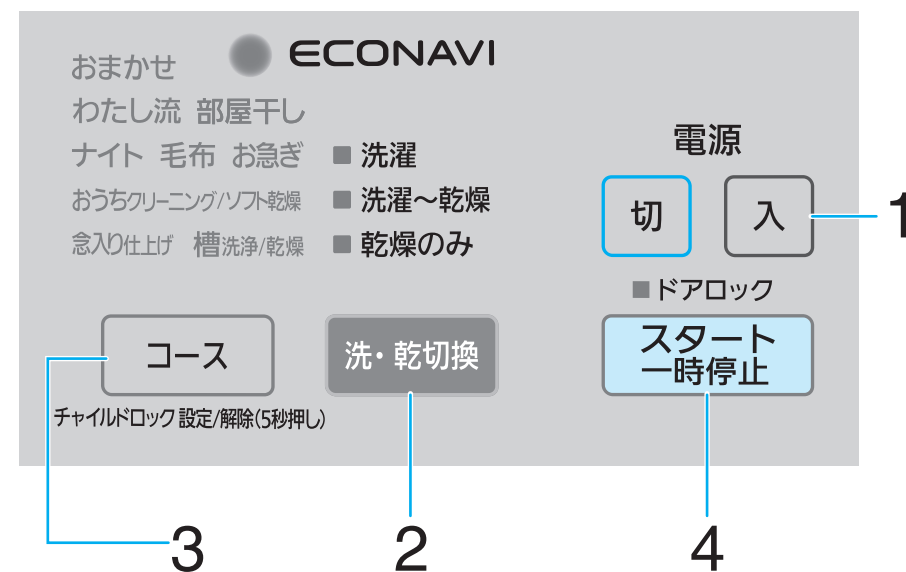 ECONAVI
おまかせ
わたし流 部屋干し
ナイト 毛布 お急ぎ ■ 洗濯
おうちクリーニング/ソフト乾燥 ■ 洗濯～乾燥
念入り仕上げ 槽洗浄/乾燥 ■ 乾燥のみ
電源
切 入
1
■ドアロック
コース
洗・乾切換
スタート
一時停止
チャイルドロック 設定/解除(5秒押し)
3 2 4